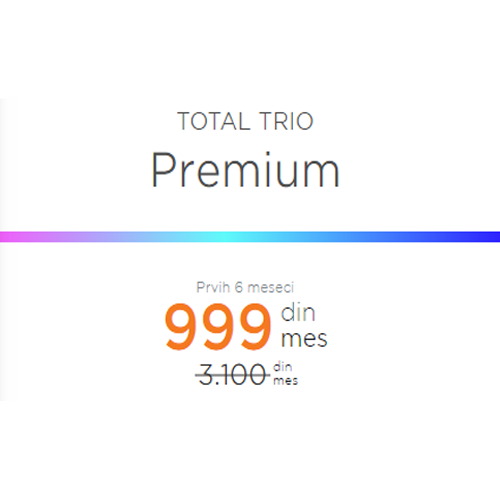 TOTAL TRIO
Premium
Prvih 6 meseci
999 din mes
3.100 din mes